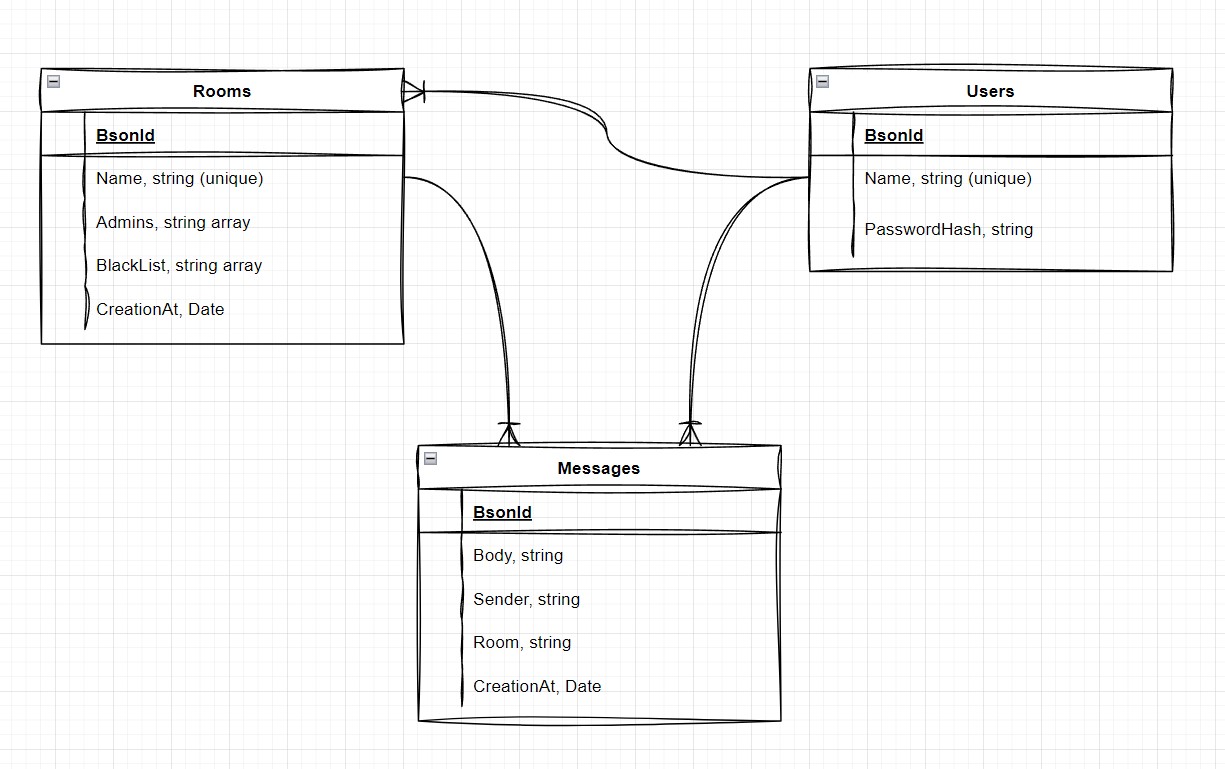 Rooms
BsonId
Name, string (unique)
Admins, string array
BlackList, string array
CreationAt, Date
Users
BsonId
Name, string (unique)
PasswordHash, string
Messages
BsonId
Body, string
Sender, string
Room, string
CreationAt, Date